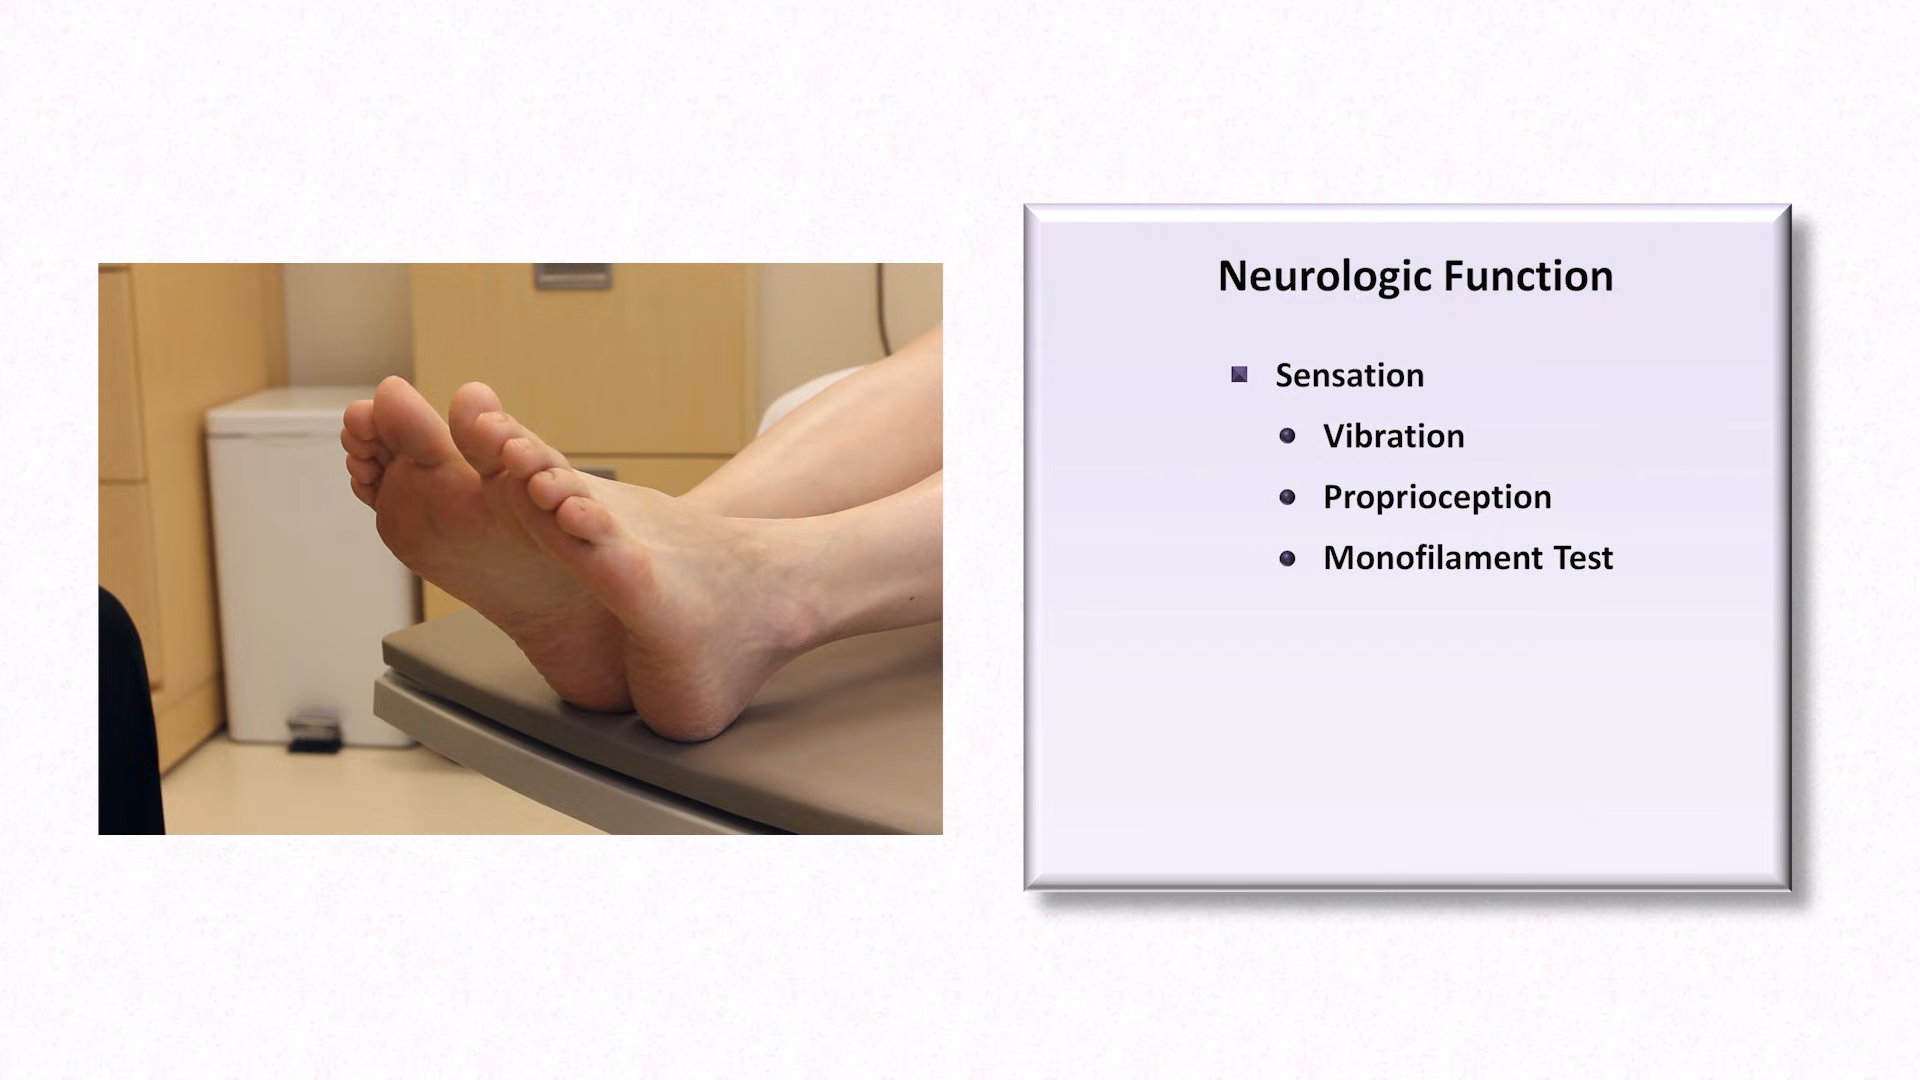 Neurologic Function
Sensation
Vibration
Proprioception
Monofilament Test